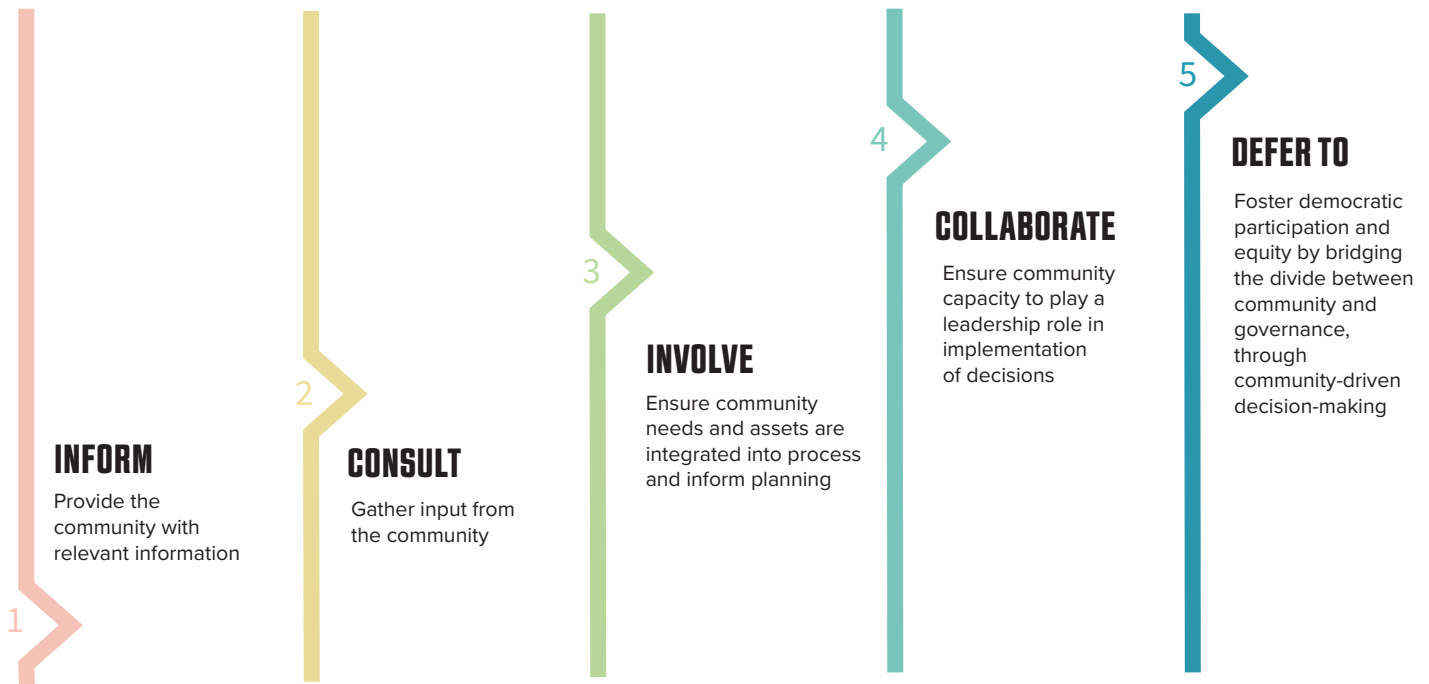 1
INFORM
Provide the
community with
relevant information
2
CONSULT
Gather input from
the community
3
INVOLVE
Ensure community
needs and assets are
integrated into process
and inform planning
4
COLLABORATE
Ensure community
capacity to play a
leadership role in
implementation
of decisions
5
DEFER TO
Foster democratic
participation and
equity by bridging
the divide between
community and
governance,
through
community-driven
decision-making